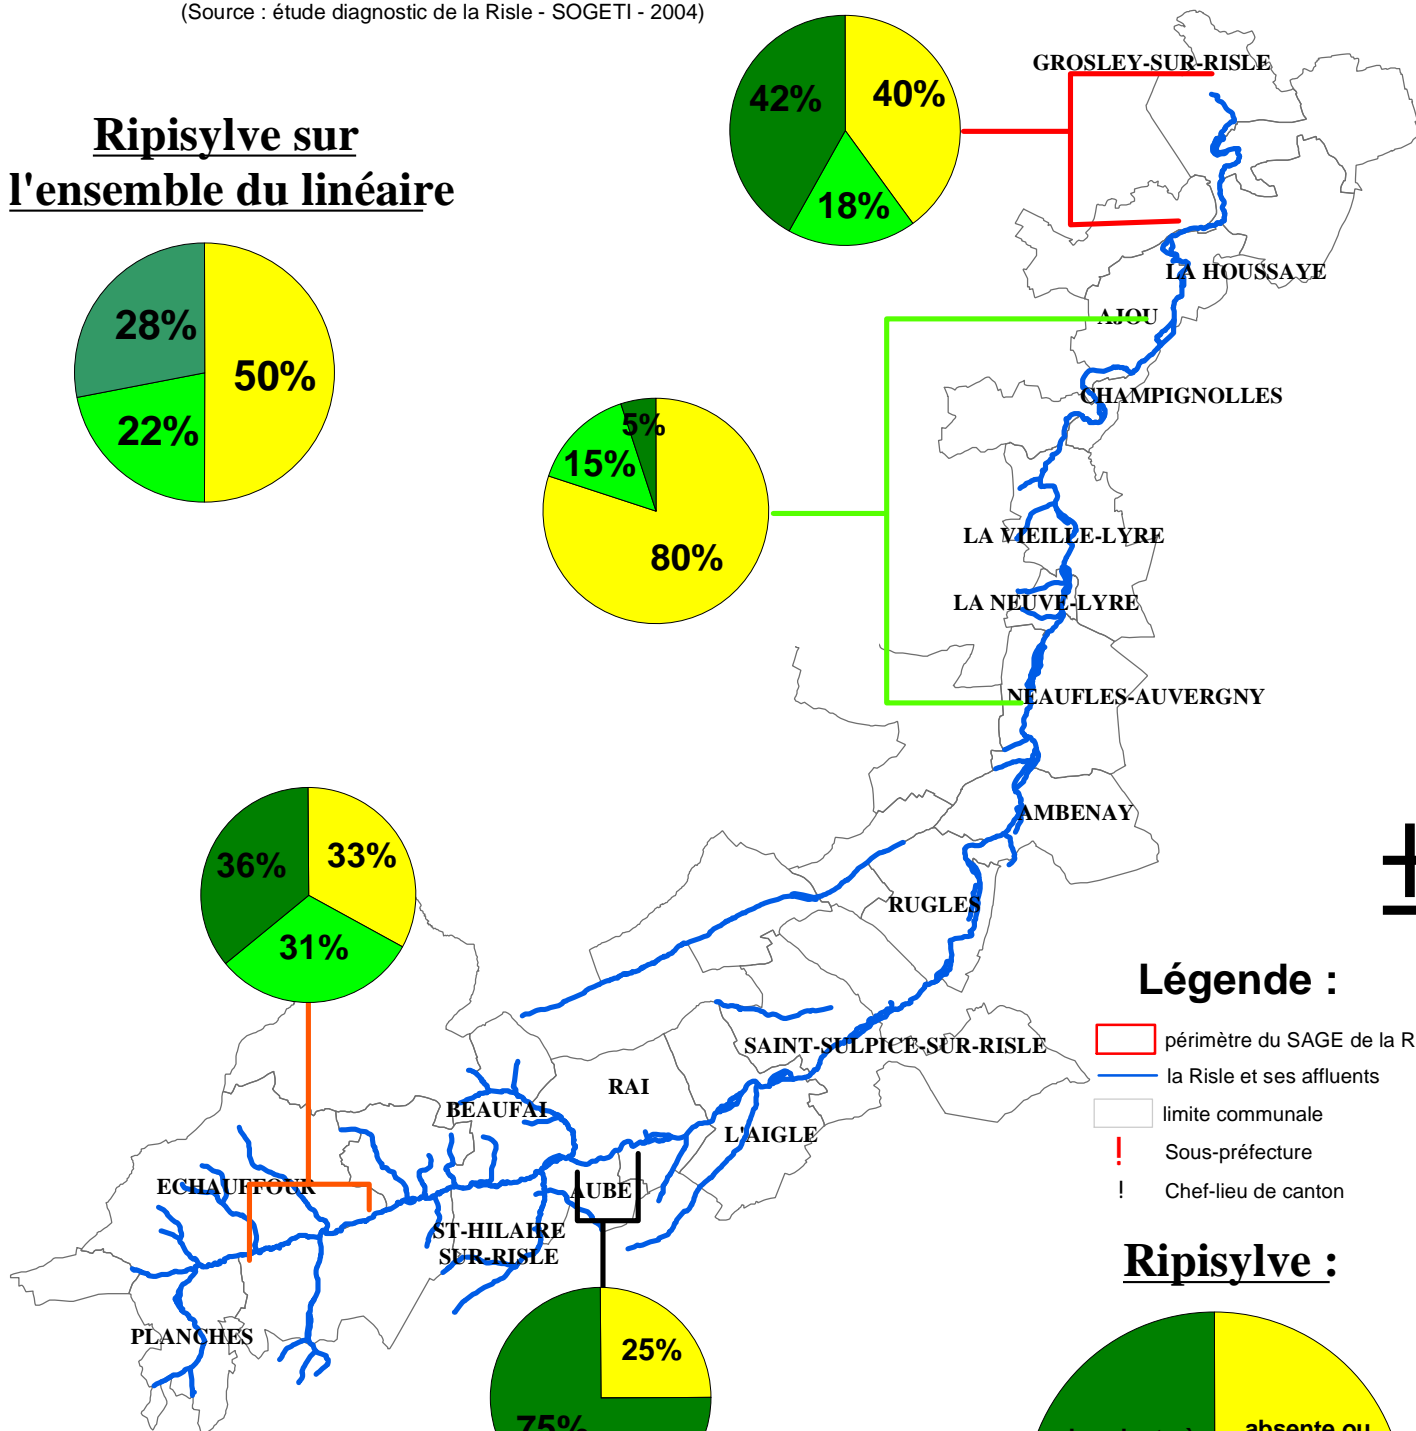 (Source : étude diagnostic de la Risle - SOGETI - 2004)
Ripisylve sur
l'ensemble du linéaire
28%
50%
22%
42%
40%
18%
GROSLEY-SUR-RISLE
LA HOUSSAYE
AJOU
CHAMPIGNOLLES
5%
15%
80%
LA VIEILLE-LYRE
LA NEUVE-LYRE
NEAUFLES-AUVERGNY
AMBENAY
RUGLES
36%
33%
31%
SAINT-SULPICE-SUR-RISLE
RAI
BEAUFAI
L'AIGLE
ECHAUFFOUR
AUBE
ST-HILAIRE
SUR-RISLE
PLANCHES
25%
75%
Légende :
périmètre du SAGE de la R
la Risle et ses affluents
limite communale
! Sous-préfecture
! Chef-lieu de canton
Ripisylve :
absente ou